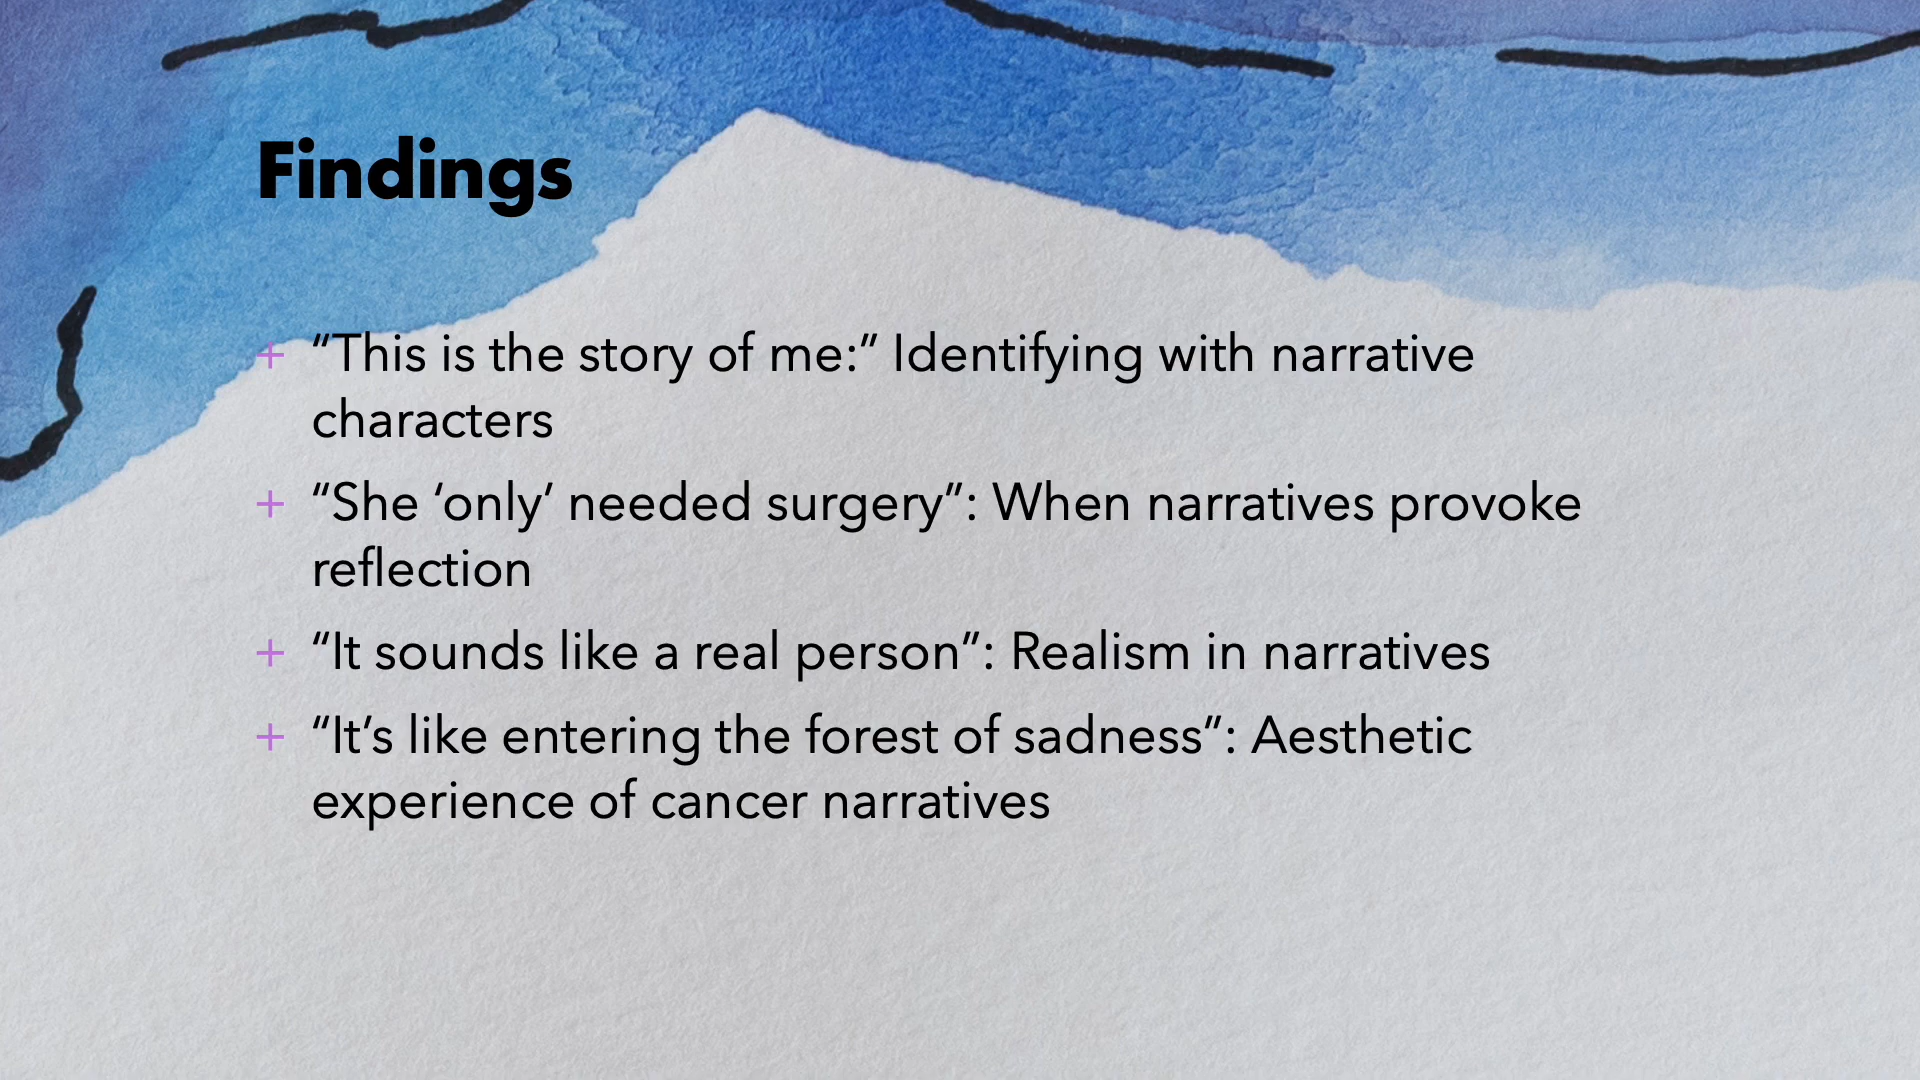 Findings
+ “This is the story of me:” Identifying with narrative
characters
+ “She ‘only’ needed surgery”: When narratives provoke
reflection
+ “It sounds like a real person”: Realism in narratives
+ “It’s like entering the forest of sadness”: Aesthetic
experience of cancer narratives